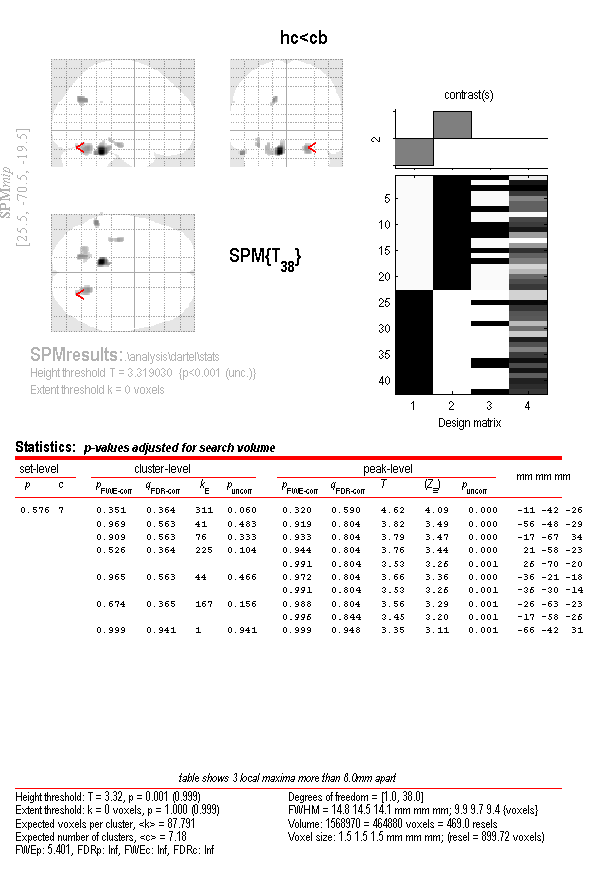 hc<cb
contrast(s)
2
SPMmip
[25.5, -70.5, -19.5]
<
<
<
SPM{T38}
5
10
15
20
25
30
35
40
1 2 3 4
Design matrix
SPMresults: .\analysis\dartel\stats
Height threshold T = 3.319030 {p<0.001 (unc.)}
Extent threshold k = 0 voxels
Statistics: p-values adjusted for search volume
set-level cluster-level peak-level mm mm mm
p c pFWE-corr qFDR-corr kE puncorr pFWE-corr qFDR-corr T (Z≡) puncorr
0.576 7 0.351 0.364 311 0.060 0.320 0.590 4.62 4.09 0.000 -11 -42 -26
0.969 0.563 41 0.483 0.919 0.804 3.82 3.49 0.000 -56 -48 -29
0.909 0.563 76 0.333 0.933 0.804 3.79 3.47 0.000 -17 -67 34
0.526 0.364 225 0.104 0.944 0.804 3.76 3.44 0.000 21 -58 -23
0.991 0.804 3.53 3.26 0.001 26 -70 -20
0.965 0.563 44 0.466 0.972 0.804 3.66 3.36 0.000 -36 -21 -18
0.991 0.804 3.53 3.26 0.001 -35 -30 -14
0.674 0.365 167 0.156 0.988 0.804 3.56 3.29 0.001 -26 -63 -23
0.996 0.844 3.45 3.20 0.001 -17 -58 -26
0.999 0.941 1 0.941 0.999 0.948 3.35 3.11 0.001 -66 -42 31
table shows 3 local maxima more than 8.0mm apart
Height threshold: T = 3.32, p = 0.001 (0.999)
Extent threshold: k = 0 voxels, p = 1.000 (0.999)
Expected voxels per cluster, <k> = 87.791
Expected number of clusters, <c> = 7.18
FWEp: 5.401, FDRp: Inf, FWEc: Inf, FDRc: Inf
Degrees of freedom = [1.0, 38.0]
FWHM = 14.8 14.5 14.1 mm mm mm; 9.9 9.7 9.4 {voxels}
Volume: 1568970 = 464880 voxels = 469.0 resels
Voxel size: 1.5 1.5 1.5 mm mm mm; (resel = 899.72 voxels)